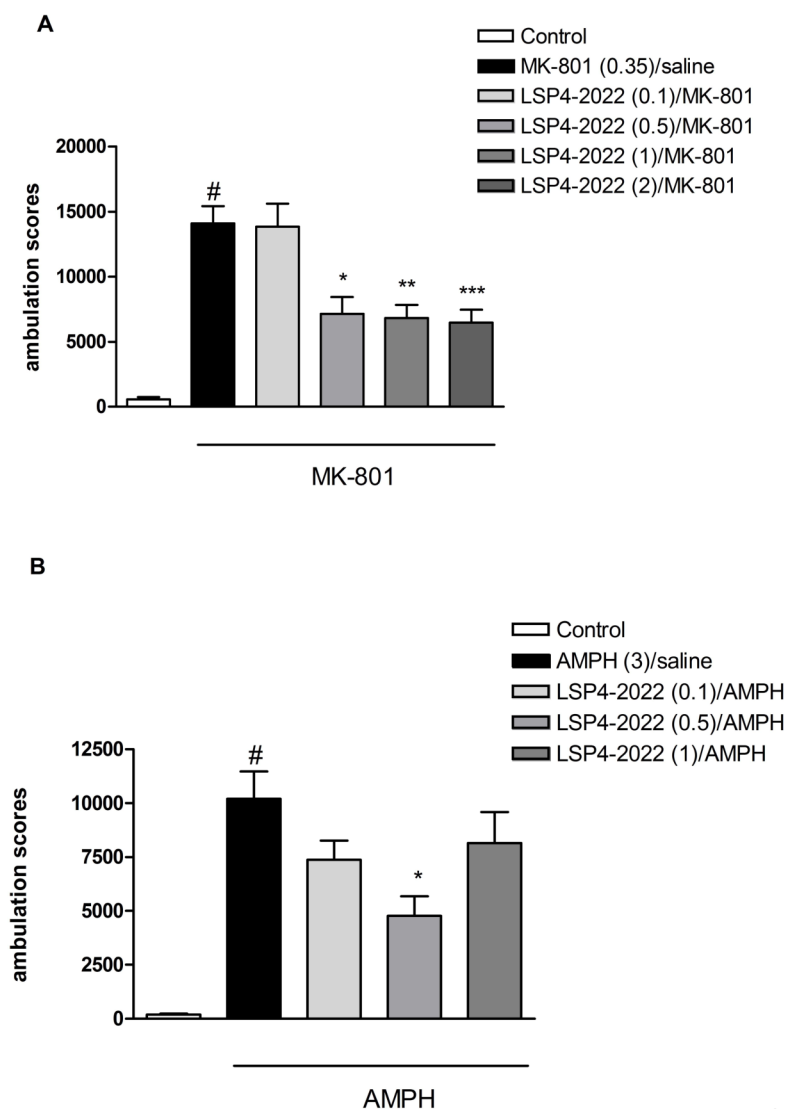 A
Control
MK-801 (0.35)/saline
LSP4-2022 (0.1)/MK-801
LSP4-2022 (0.5)/MK-801
LSP4-2022 (1)/MK-801
LSP4-2022 (2)/MK-801
20000
15000
10000
5000
0
ambulation scores
#
*
**
***
MK-801
B
Control
AMPH (3)/saline
LSP4-2022 (0.1)/AMPH
LSP4-2022 (0.5)/AMPH
LSP4-2022 (1)/AMPH
12500
10000
7500
5000
2500
0
ambulation scores
#
*
AMPH